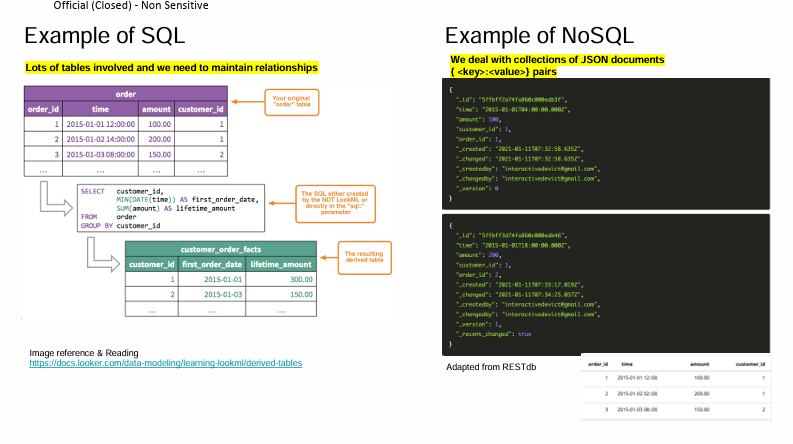 Official (Closed) - Non Sensitive
Example of SQL
Lots of tables involved and we need to maintain relationships
order
order_id time amount customer_id
1 2015-01-01 12:00:00 100.00 1
2 2015-01-02 14:00:00 200.00 1
3 2015-01-03 08:00:00 150.00 2
... ... ... ...
Your original
"order" table
SELECT customer_id,
MIN(DATE(time)) AS first_order_date,
SUM(amount) AS lifetime_amount
FROM order
GROUP BY customer_id
The SQL either created
by the NDT LookML or
directly in the "sql:"
parameter
customer_order_facts
customer_id first_order_date lifetime_amount
1 2015-01-01 300.00
2 2015-01-03 150.00
... ... ...
The resulting
derived table
Image reference & Reading
https://docs.looker.com/data-modeling/learning-lookml/derived-tables
Example of NoSQL
We deal with collections of JSON documents
{ <key>:<value>} pairs
{
"_id":
"time": "2015-01-01T04:00:00.000Z",
"amount": 100,
"customer_id": 1,
"order_id": 1,
"_created": "2021-01-11T07:32:58.635Z",
"_changed": "2021-01-11T07:32:58.635Z",
"_createdby": "interactivedevict@gmail.com",
"_changedby": "interactivedevict@gmail.com",
"_version": 0
}
{
"_id":
"time": "2015-01-01T18:00:00.000Z",
"amount": 200,
"customer_id": 1,
"order_id": 2,
"_created": "2021-01-11T07:33:17.019Z",
"_changed": "2021-01-11T07:34:25.037Z",
"_createdby": "interactivedevict@gmail.com",
"_changedby": "interactivedevict@gmail.com",
"_version": 1,
"_recent_changed": true
}
Adapted from RESTdb
order_id time amount customer_id
1 2015-01-01 12:00 100.00 1
2 2015-01-02 02:00 200.00 1
3 2015-01-03 08:00 150.00 2